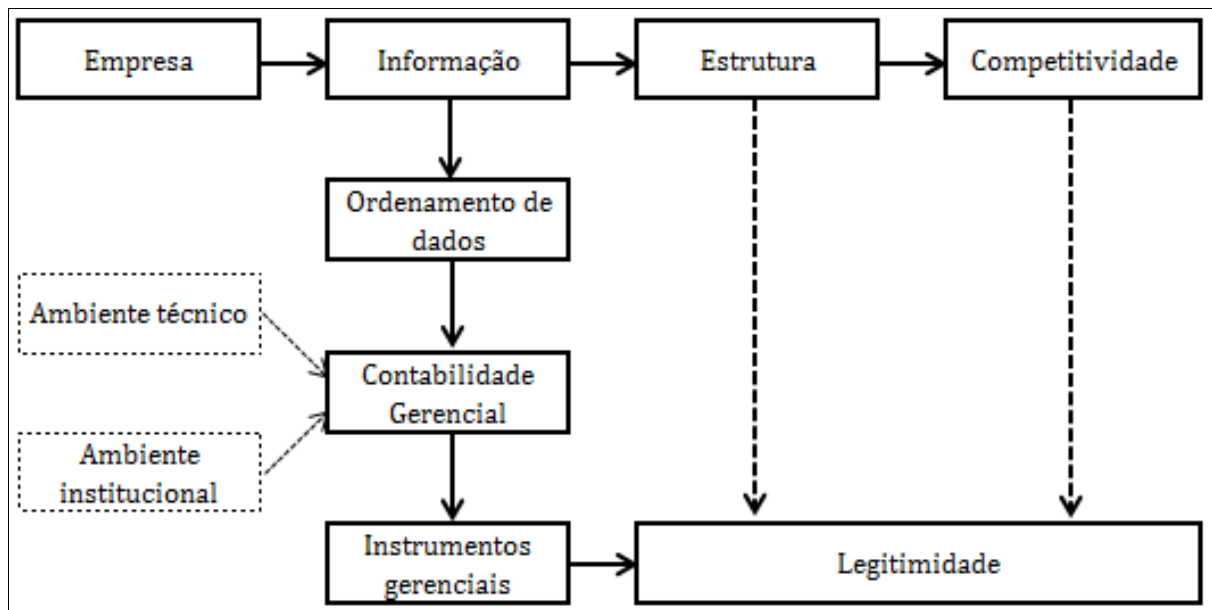 Empresa
Informação
Estrutura
Competitividade
Ordenamento de
dados
Ambiente técnico
Contabilidade
Gerencial
Ambiente
institucional
Instrumentos
gerenciais
Legitimidade